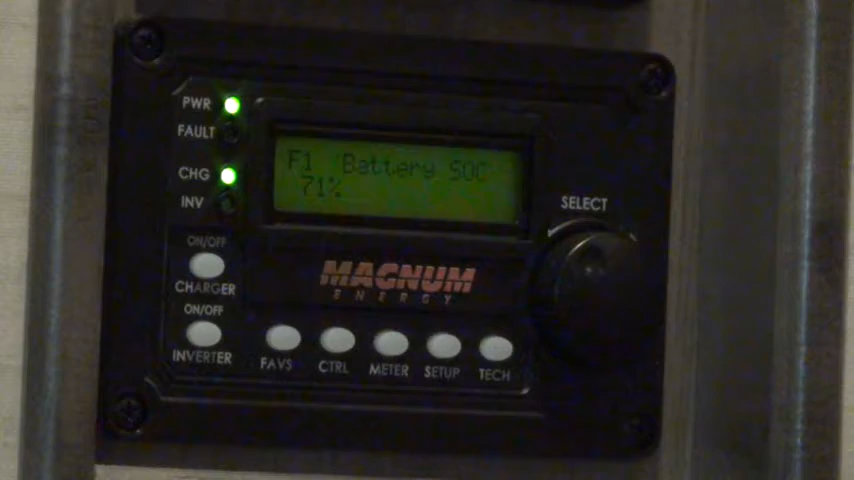 PWR
FAULT
CHG
INV
F1 Battery SOC
71%
SELECT
ON/OFF
CHARGER
ON/OFF
INVERTER
MAGNUM
ENERGY
FAVS
CTRL
METER
SETUP
TECH